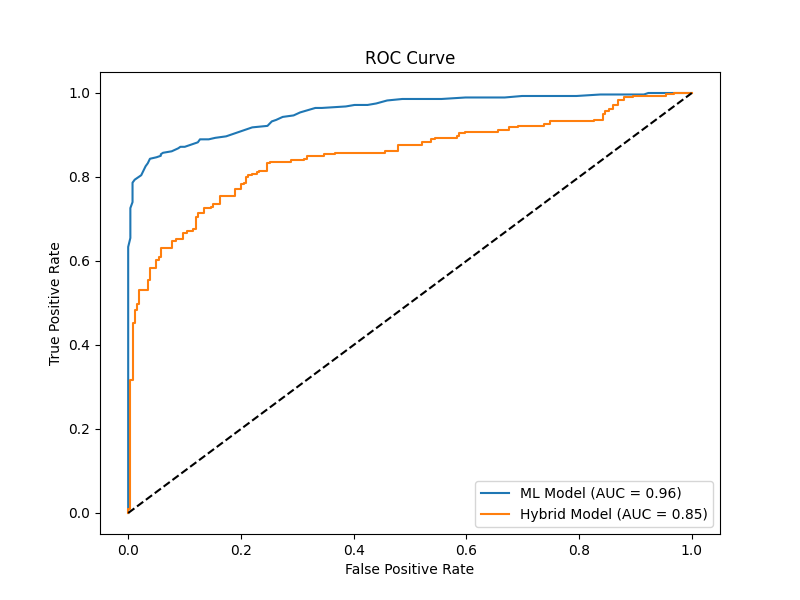 ROC Curve
True Positive Rate
1.0
0.8
0.6
0.4
0.2
0.0
ML Model (AUC = 0.96)
Hybrid Model (AUC = 0.85)
0.0 0.2 0.4 0.6 0.8 1.0
False Positive Rate